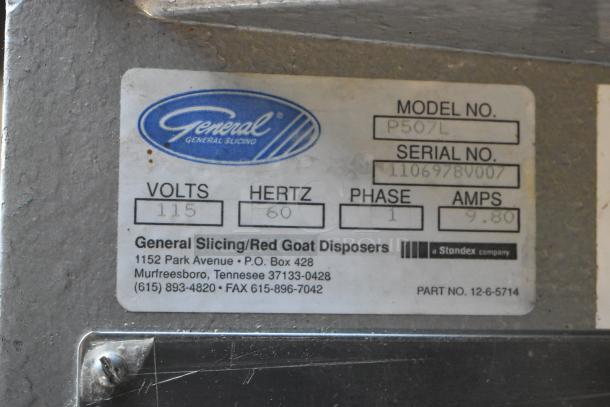 General®
GENERAL SLICING
MODEL NO.
P507L
SERIAL NO.
1106978V007
VOLTS HERTZ PHASE AMPS
115 60 1 9.80
General Slicing/Red Goat Disposers
a Standex company
1152 Park Avenue • P.O. Box 428
Murfreesboro, Tennesee 37133-0428
(615) 893-4820 • FAX 615-896-7042
PART NO. 12-6-5714